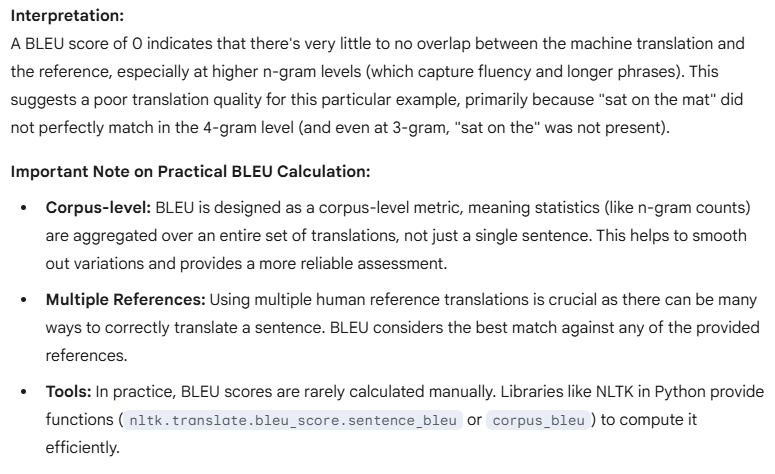 Interpretation:
A BLEU score of 0 indicates that there's very little to no overlap between the machine translation and
the reference, especially at higher n-gram levels (which capture fluency and longer phrases). This
suggests a poor translation quality for this particular example, primarily because "sat on the mat" did
not perfectly match in the 4-gram level (and even at 3-gram, "sat on the" was not present).
Important Note on Practical BLEU Calculation:
• Corpus-level: BLEU is designed as a corpus-level metric, meaning statistics (like n-gram counts)
are aggregated over an entire set of translations, not just a single sentence. This helps to smooth
out variations and provides a more reliable assessment.
• Multiple References: Using multiple human reference translations is crucial as there can be many
ways to correctly translate a sentence. BLEU considers the best match against any of the provided
references.
• Tools: In practice, BLEU scores are rarely calculated manually. Libraries like NLTK in Python provide
functions ( nltk.translate.bleu_score.sentence_bleu or corpus_bleu ) to compute it
efficiently.